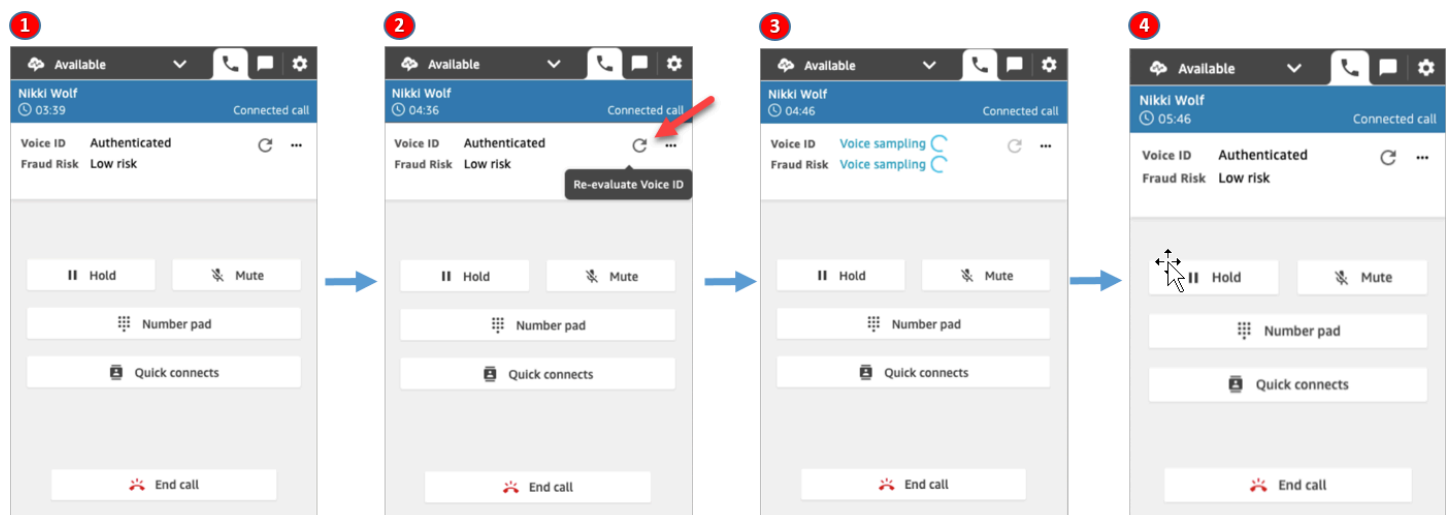 1
Available
Nikki Wolf
03:39 Connected call
Voice ID Authenticated
Fraud Risk Low risk
Hold Mute
Number pad
Quick connects
End call
2
Available
Nikki Wolf
04:36 Connected call
Voice ID Authenticated
Fraud Risk Low risk
Re-evaluate Voice ID
Hold Mute
Number pad
Quick connects
End call
3
Available
Nikki Wolf
04:46 Connected call
Voice ID Voice sampling
Fraud Risk Voice sampling
Hold Mute
Number pad
Quick connects
End call
4
Available
Nikki Wolf
05:46 Connected call
Voice ID Authenticated
Fraud Risk Low risk
Hold Mute
Number pad
Quick connects
End call